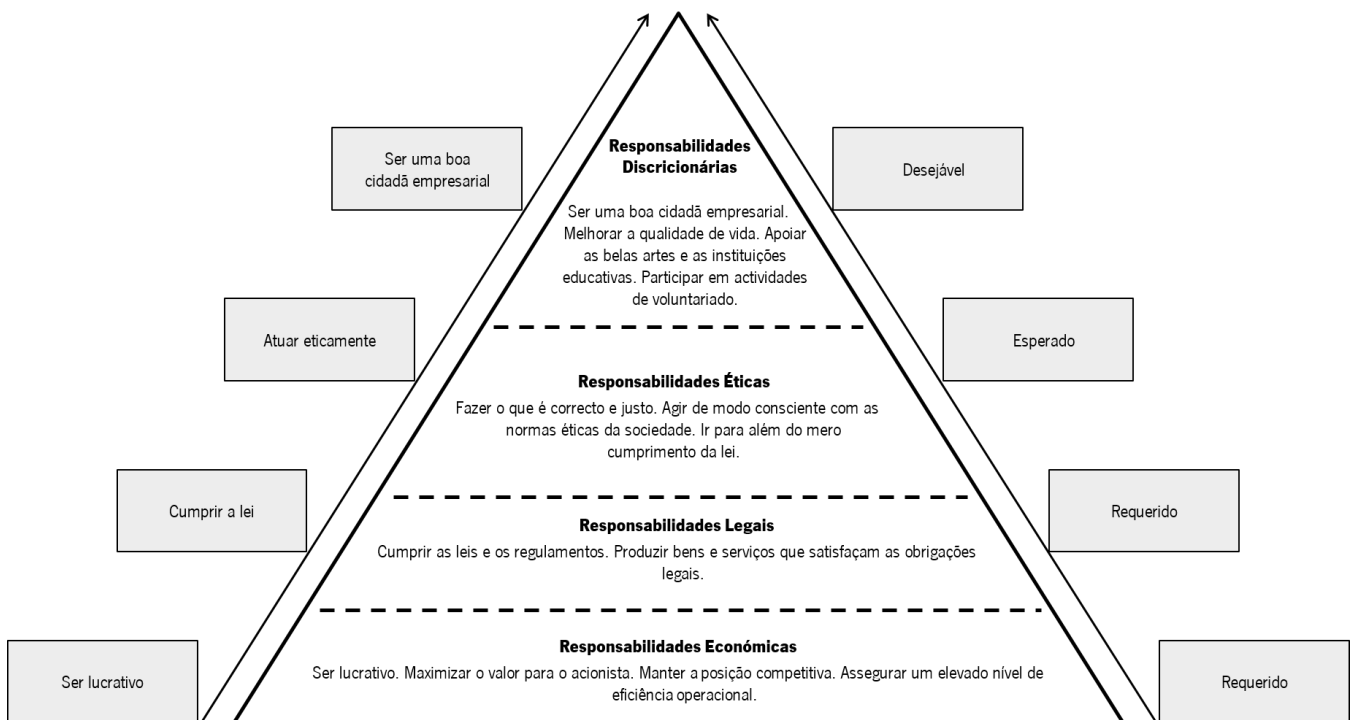 Responsabilidades
Discricionárias
Ser uma boa
cidadã empresarial
Desejável
Ser uma boa cidadã empresarial.
Melhorar a qualidade de vida. Apoiar
as belas artes e as instituições
educativas. Participar em actividades
de voluntariado.
Atuar eticamente
Esperado
Responsabilidades Éticas
Fazer o que é correcto e justo. Agir de modo consciente com as
normas éticas da sociedade. Ir para além do mero
cumprimento da lei.
Cumprir a lei
Requerido
Responsabilidades Legais
Cumprir as leis e os regulamentos. Produzir bens e serviços que satisfaçam as obrigações
legais.
Responsabilidades Económicas
Ser lucrativo. Maximizar o valor para o acionista. Manter a posição competitiva. Assegurar um elevado nível de
eficiência operacional.
Ser lucrativo
Requerido